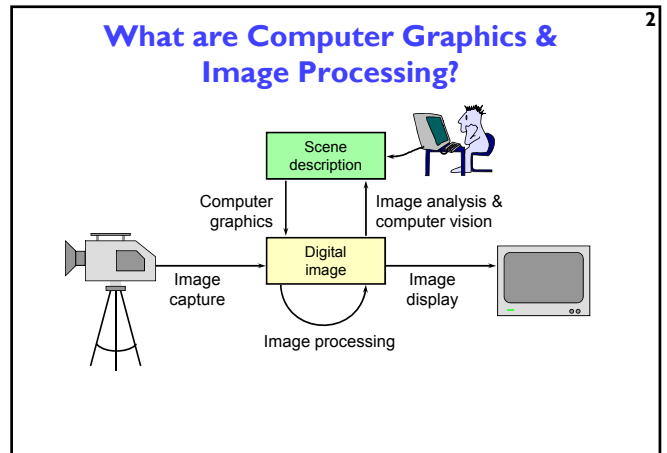 2
What are Computer Graphics &
Image Processing?
Scene
description
Computer
graphics
Image analysis &
computer vision
Digital
image
Image
capture
Image
display
Image processing